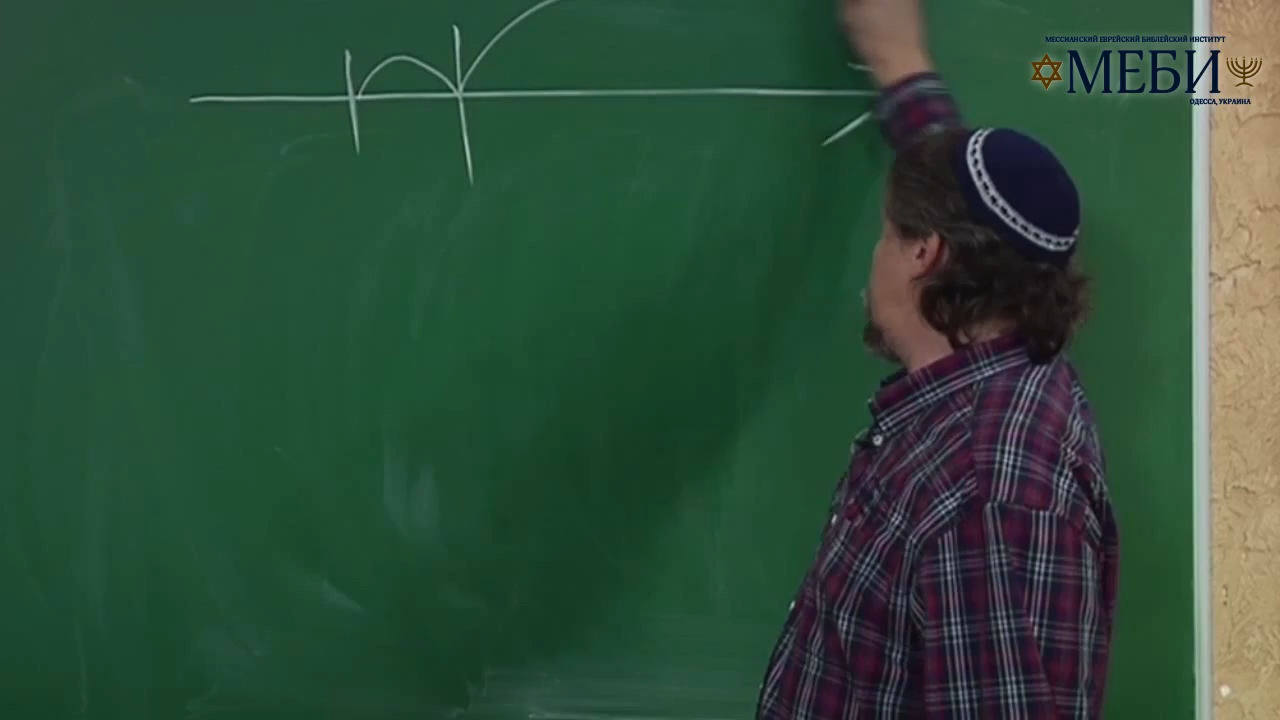 МЕССИАНСКИЙ ЕВРЕЙСКИЙ БИБЛЕЙСКИЙ ИНСТИТУТ
МЕБИ
ОДЕССА, УКРАИНА